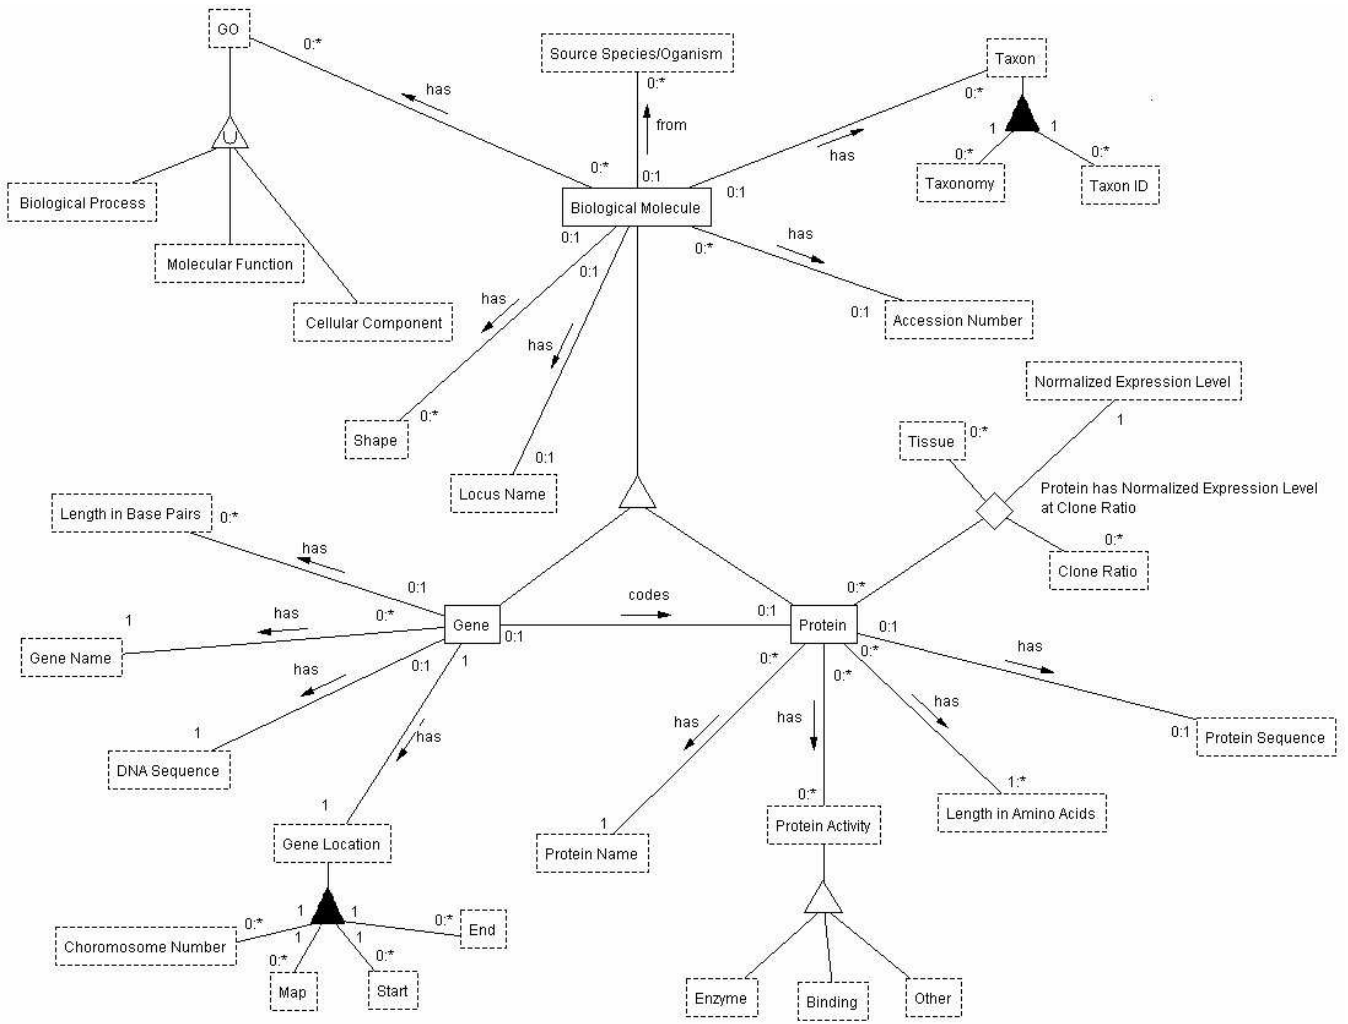 GO
0:*
Source Species/Oganism
Taxon
0:*
0:*
has
from
has
1
1
0:*
0:*
Taxonomy
Taxon ID
0:*
0:1
0:1
Biological Process
U
Biological Molecule
0:1
0:*
has
0:1
Molecular Function
Cellular Component
has
has
0:1
Accession Number
Normalized Expression Level
0:*
Shape
0:1
Locus Name
Tissue
0:*
1
Protein has Normalized Expression Level
at Clone Ratio
0:*
Clone Ratio
Length in Base Pairs
0:*
has
0:1
codes
0:1
0:*
1
has
0:*
Gene
0:1
Protein
0:1
Gene Name
has
0:1
1
0:*
0:*
0:*
has
1
DNA Sequence
has
has
has
has
0:1
Protein Sequence
1
Gene Location
1
Protein Name
0:*
Protein Activity
1:*
Length in Amino Acids
1
1
1
1
0:*
0:*
Choromosome Number
End
0:*
0:*
Map
Start
Enzyme
Binding
Other